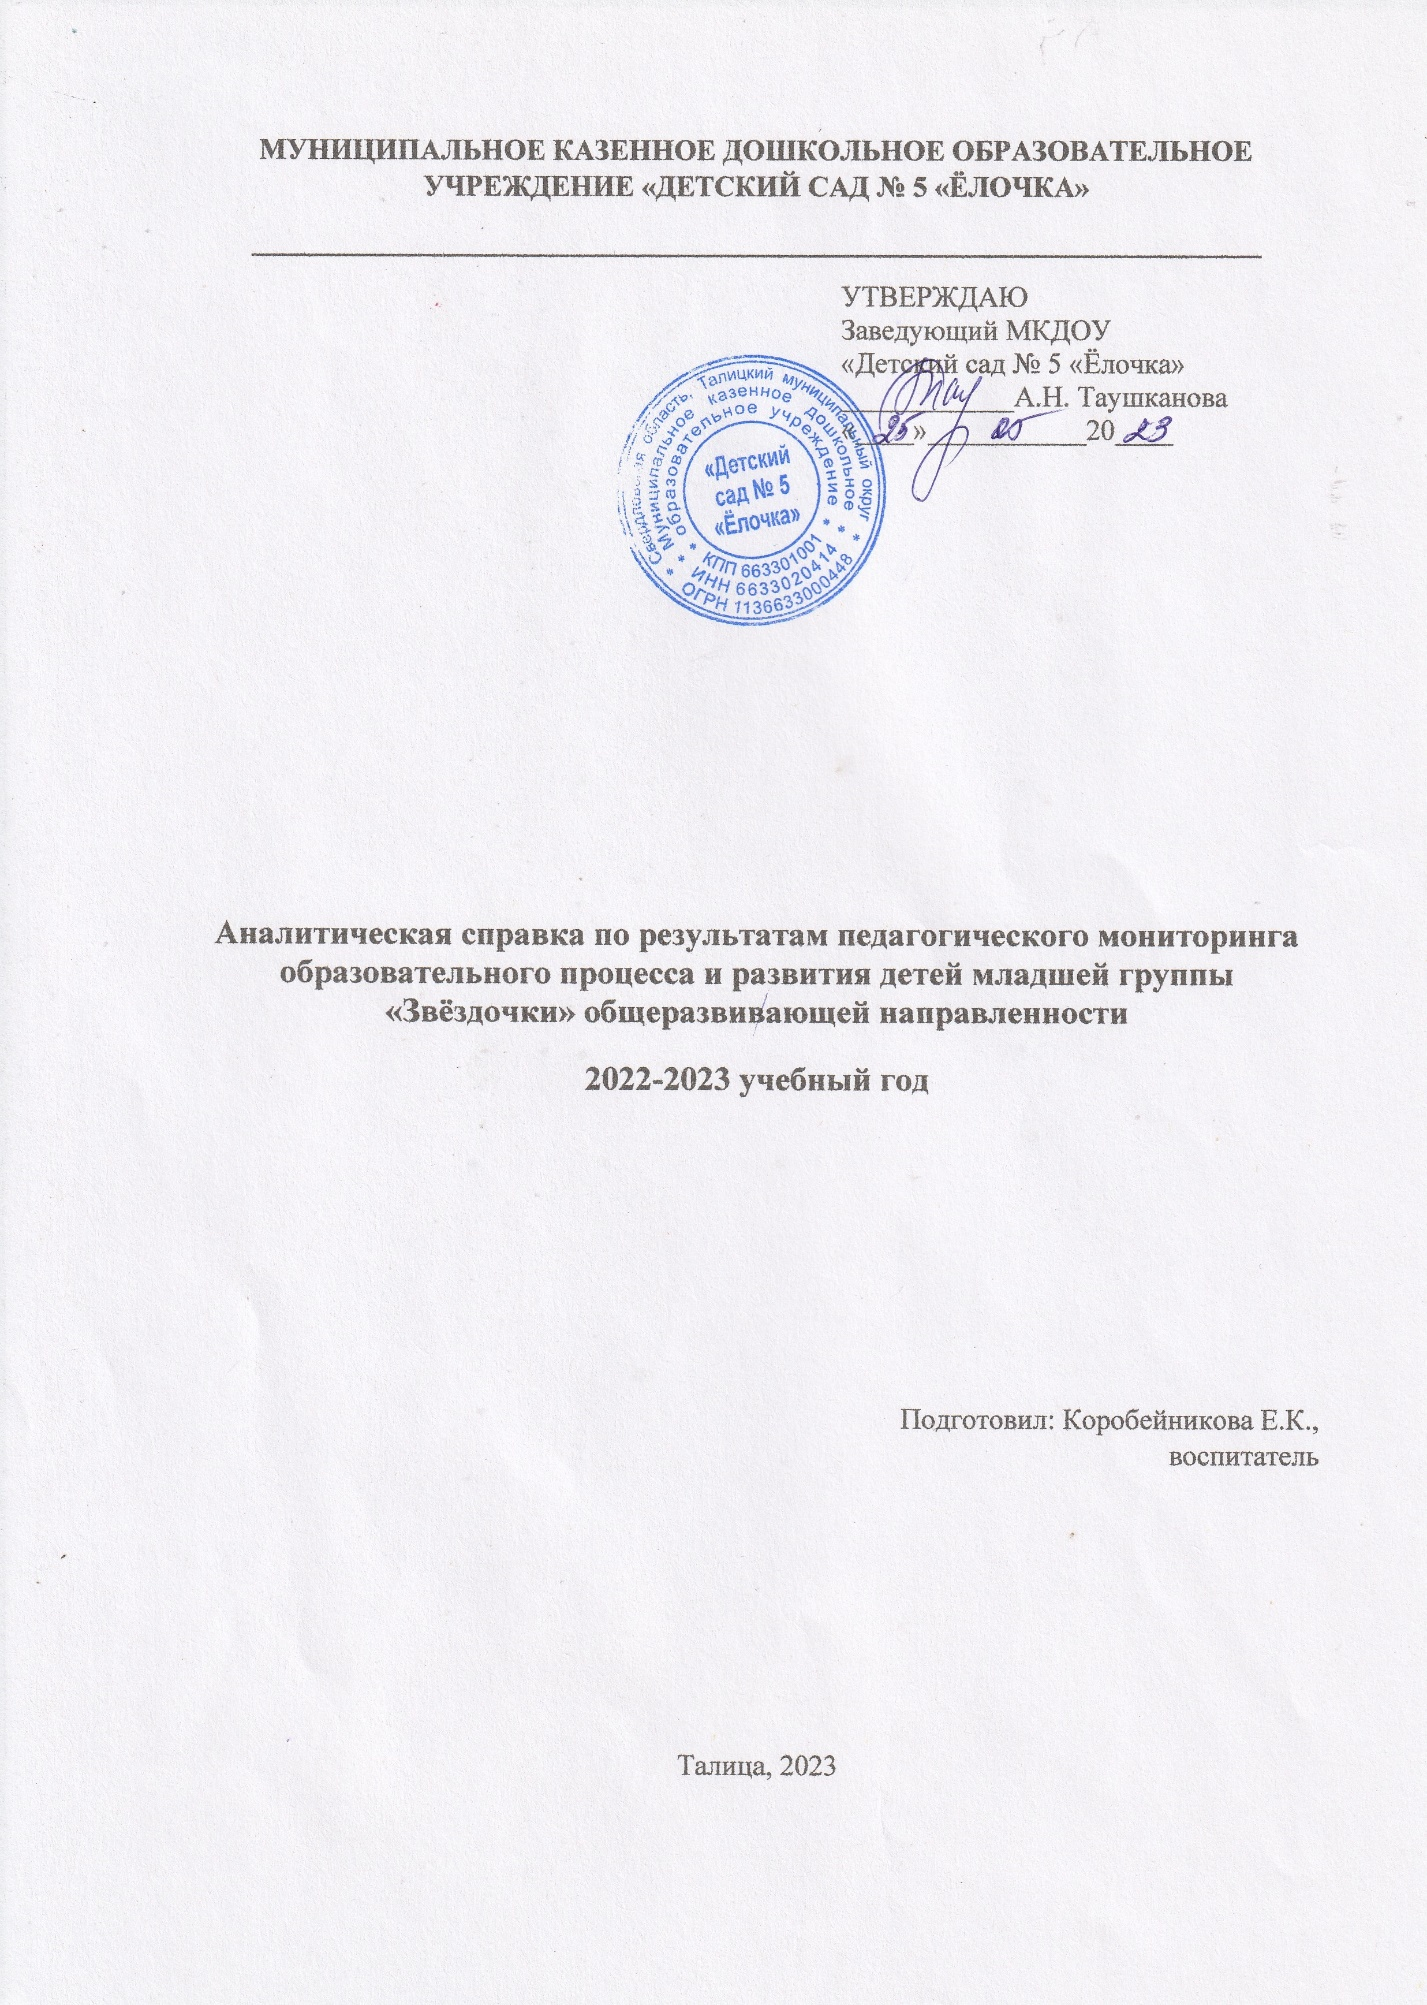 МУНИЦИПАЛЬНОЕ КАЗЕННОЕ ДОШКОЛЬНОЕ ОБРАЗОВАТЕЛЬНОЕ
УЧРЕЖДЕНИЕ «ДЕТСКИЙ САД № 5 «ЁЛОЧКА»
УТВЕРЖДАЮ
Заведующий МКДОУ
«Детский сад № 5 «Ёлочка»
____________А.Н. Таушканова
«25» 05 2023
Свердловская область, Талицкий муниципальный округ
Муниципальное казенное дошкольное
образовательное учреждение
«Детский
сад № 5
«Ёлочка»
* КПП 663301001 *
* ИНН 6633020414 *
* ОГРН 1136633000448 *
Аналитическая справка по результатам педагогического мониторинга
образовательного процесса и развития детей младшей группы
«Звёздочки» общеразвивающей направленности
2022-2023 учебный год
Подготовил: Коробейникова Е.К.,
воспитатель
Талица, 2023